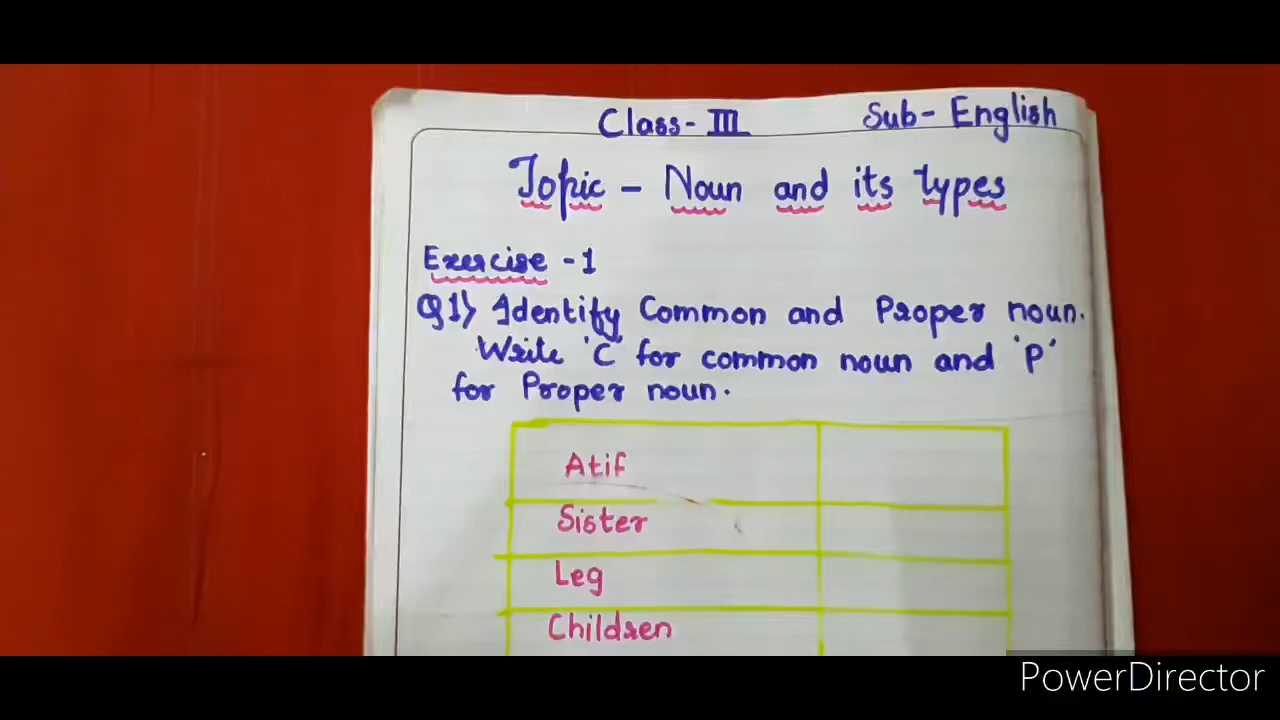 Class- III Sub- English
Topic - Noun and its types
Exercise -1
Q1) Identify Common and Proper noun.
Write 'C' for common noun and 'P'
for Proper noun.
Atif
Sister
Leg
Children
PowerDirector